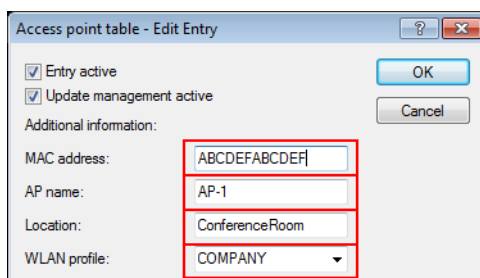 Access point table - Edit Entry
Entry active
OK
Update management active
Cancel
Additional information:
MAC address: ABCDEFABCDEF
AP name: AP-1
Location: ConferenceRoom
WLAN profile: COMPANY